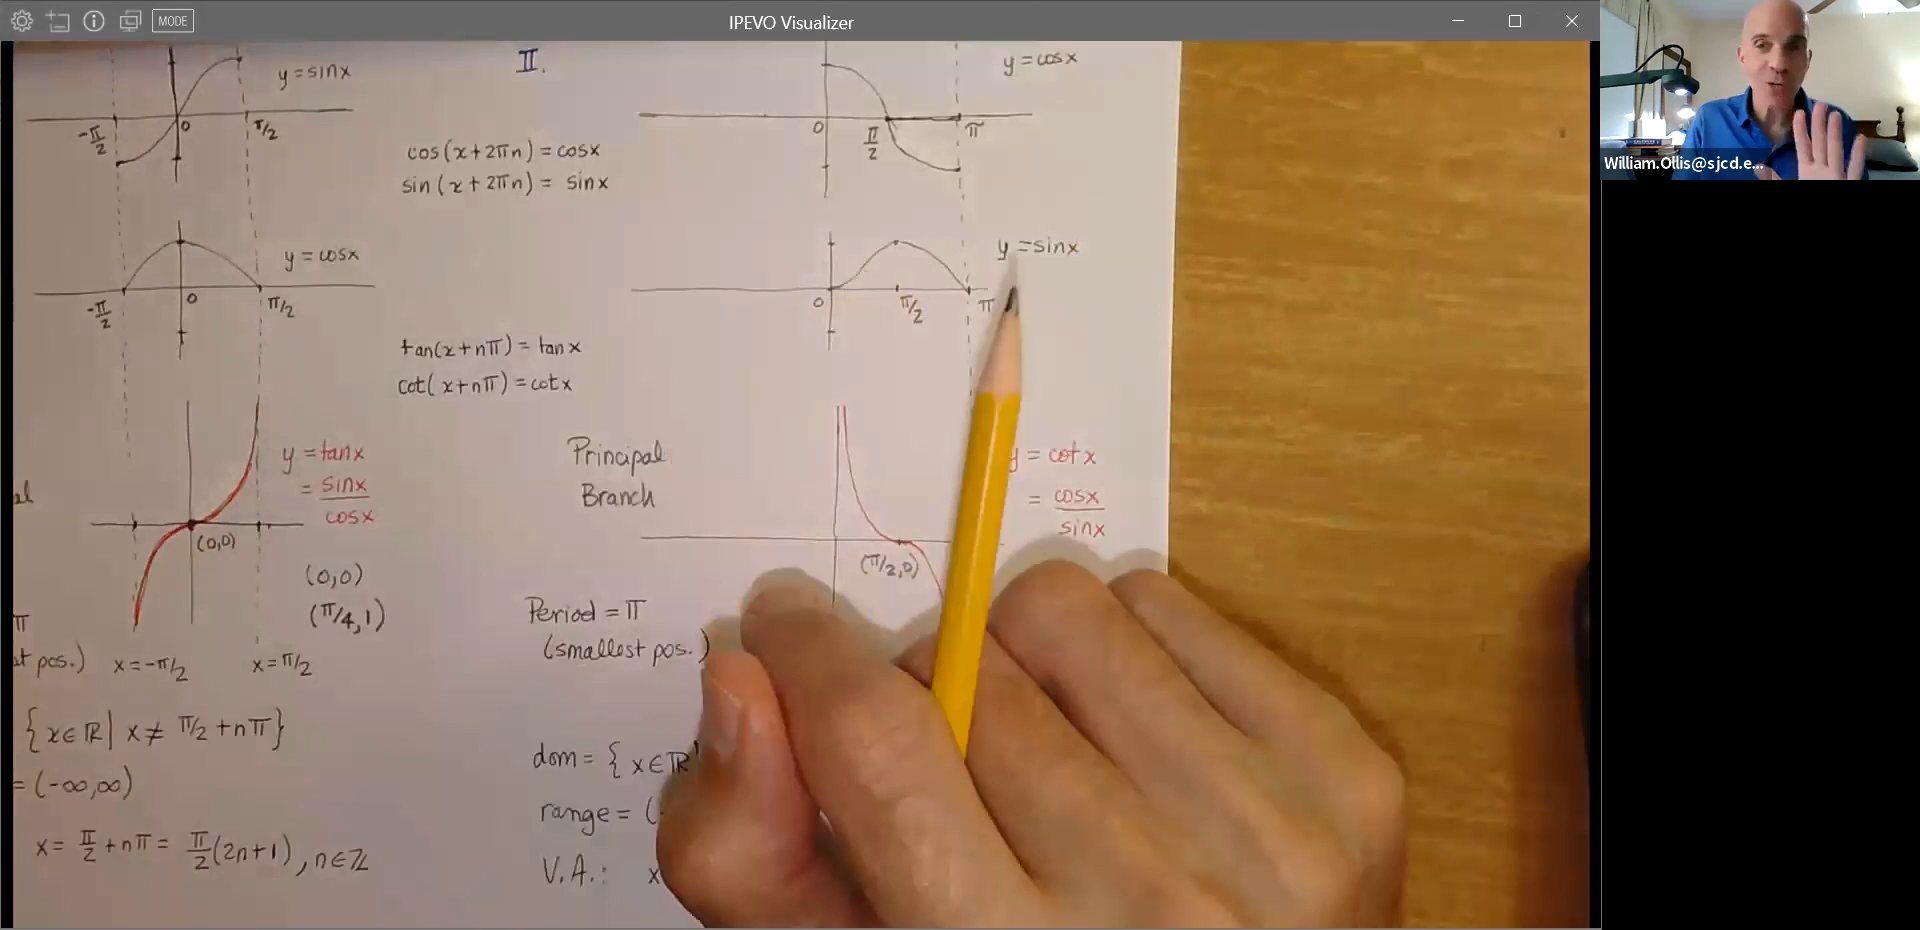 MODE
IPEVO Visualizer
William.Ollis@sjcd.e...
II.
y = sinx
-π/2
0
π/2
y = cosx
0
π/2
π
cos(x+2πn) = cosx
sin(x+2πn) = sinx
y = cosx
-π/2
0
π/2
y = sinx
0
π/2
π
tan(x+nπ) = tanx
cot(x+nπ) = cotx
y = tanx
= sinx
cosx
(0,0)
(0,0)
(π/4,1)
x=-π/2
x=π/2
π
pos.)
{x∈ℝ| x≠ π/2 +nπ}
= (-∞,∞)
x= π/2 +nπ = π/2(2n+1), n∈ℤ
Principal
Branch
y = cotx
= cosx
sinx
(π/2,0)
Period = π
(smallest pos.)
dom = { x∈ℝ
range = (
V.A.: x